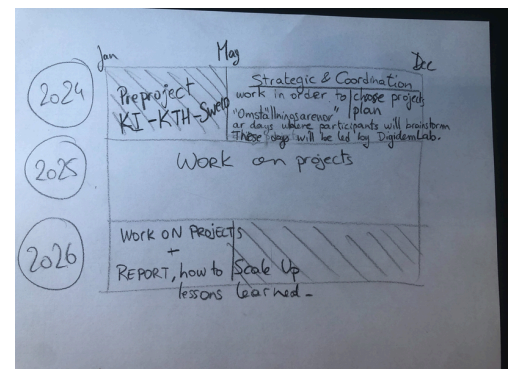 Jan May Dec
2024
Preproject
KI-KTH-Sweco
Strategic & Coordination
work in order to chose projects
plan
"Omställningsarenor"
are days where participants will brainstorm
These days will be led by DigidemLab.
2025
WORK on projects
2026
WORK ON PROJECTS
+
REPORT, how to Scale Up
lessons learned -